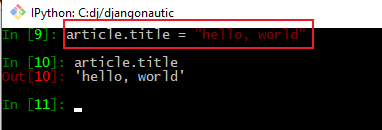 IPython: C:dj/djangonautic
In [9]: article.title = "hello, world"
In [10]: article.title
Out[10]: 'hello, world'
In [11]: